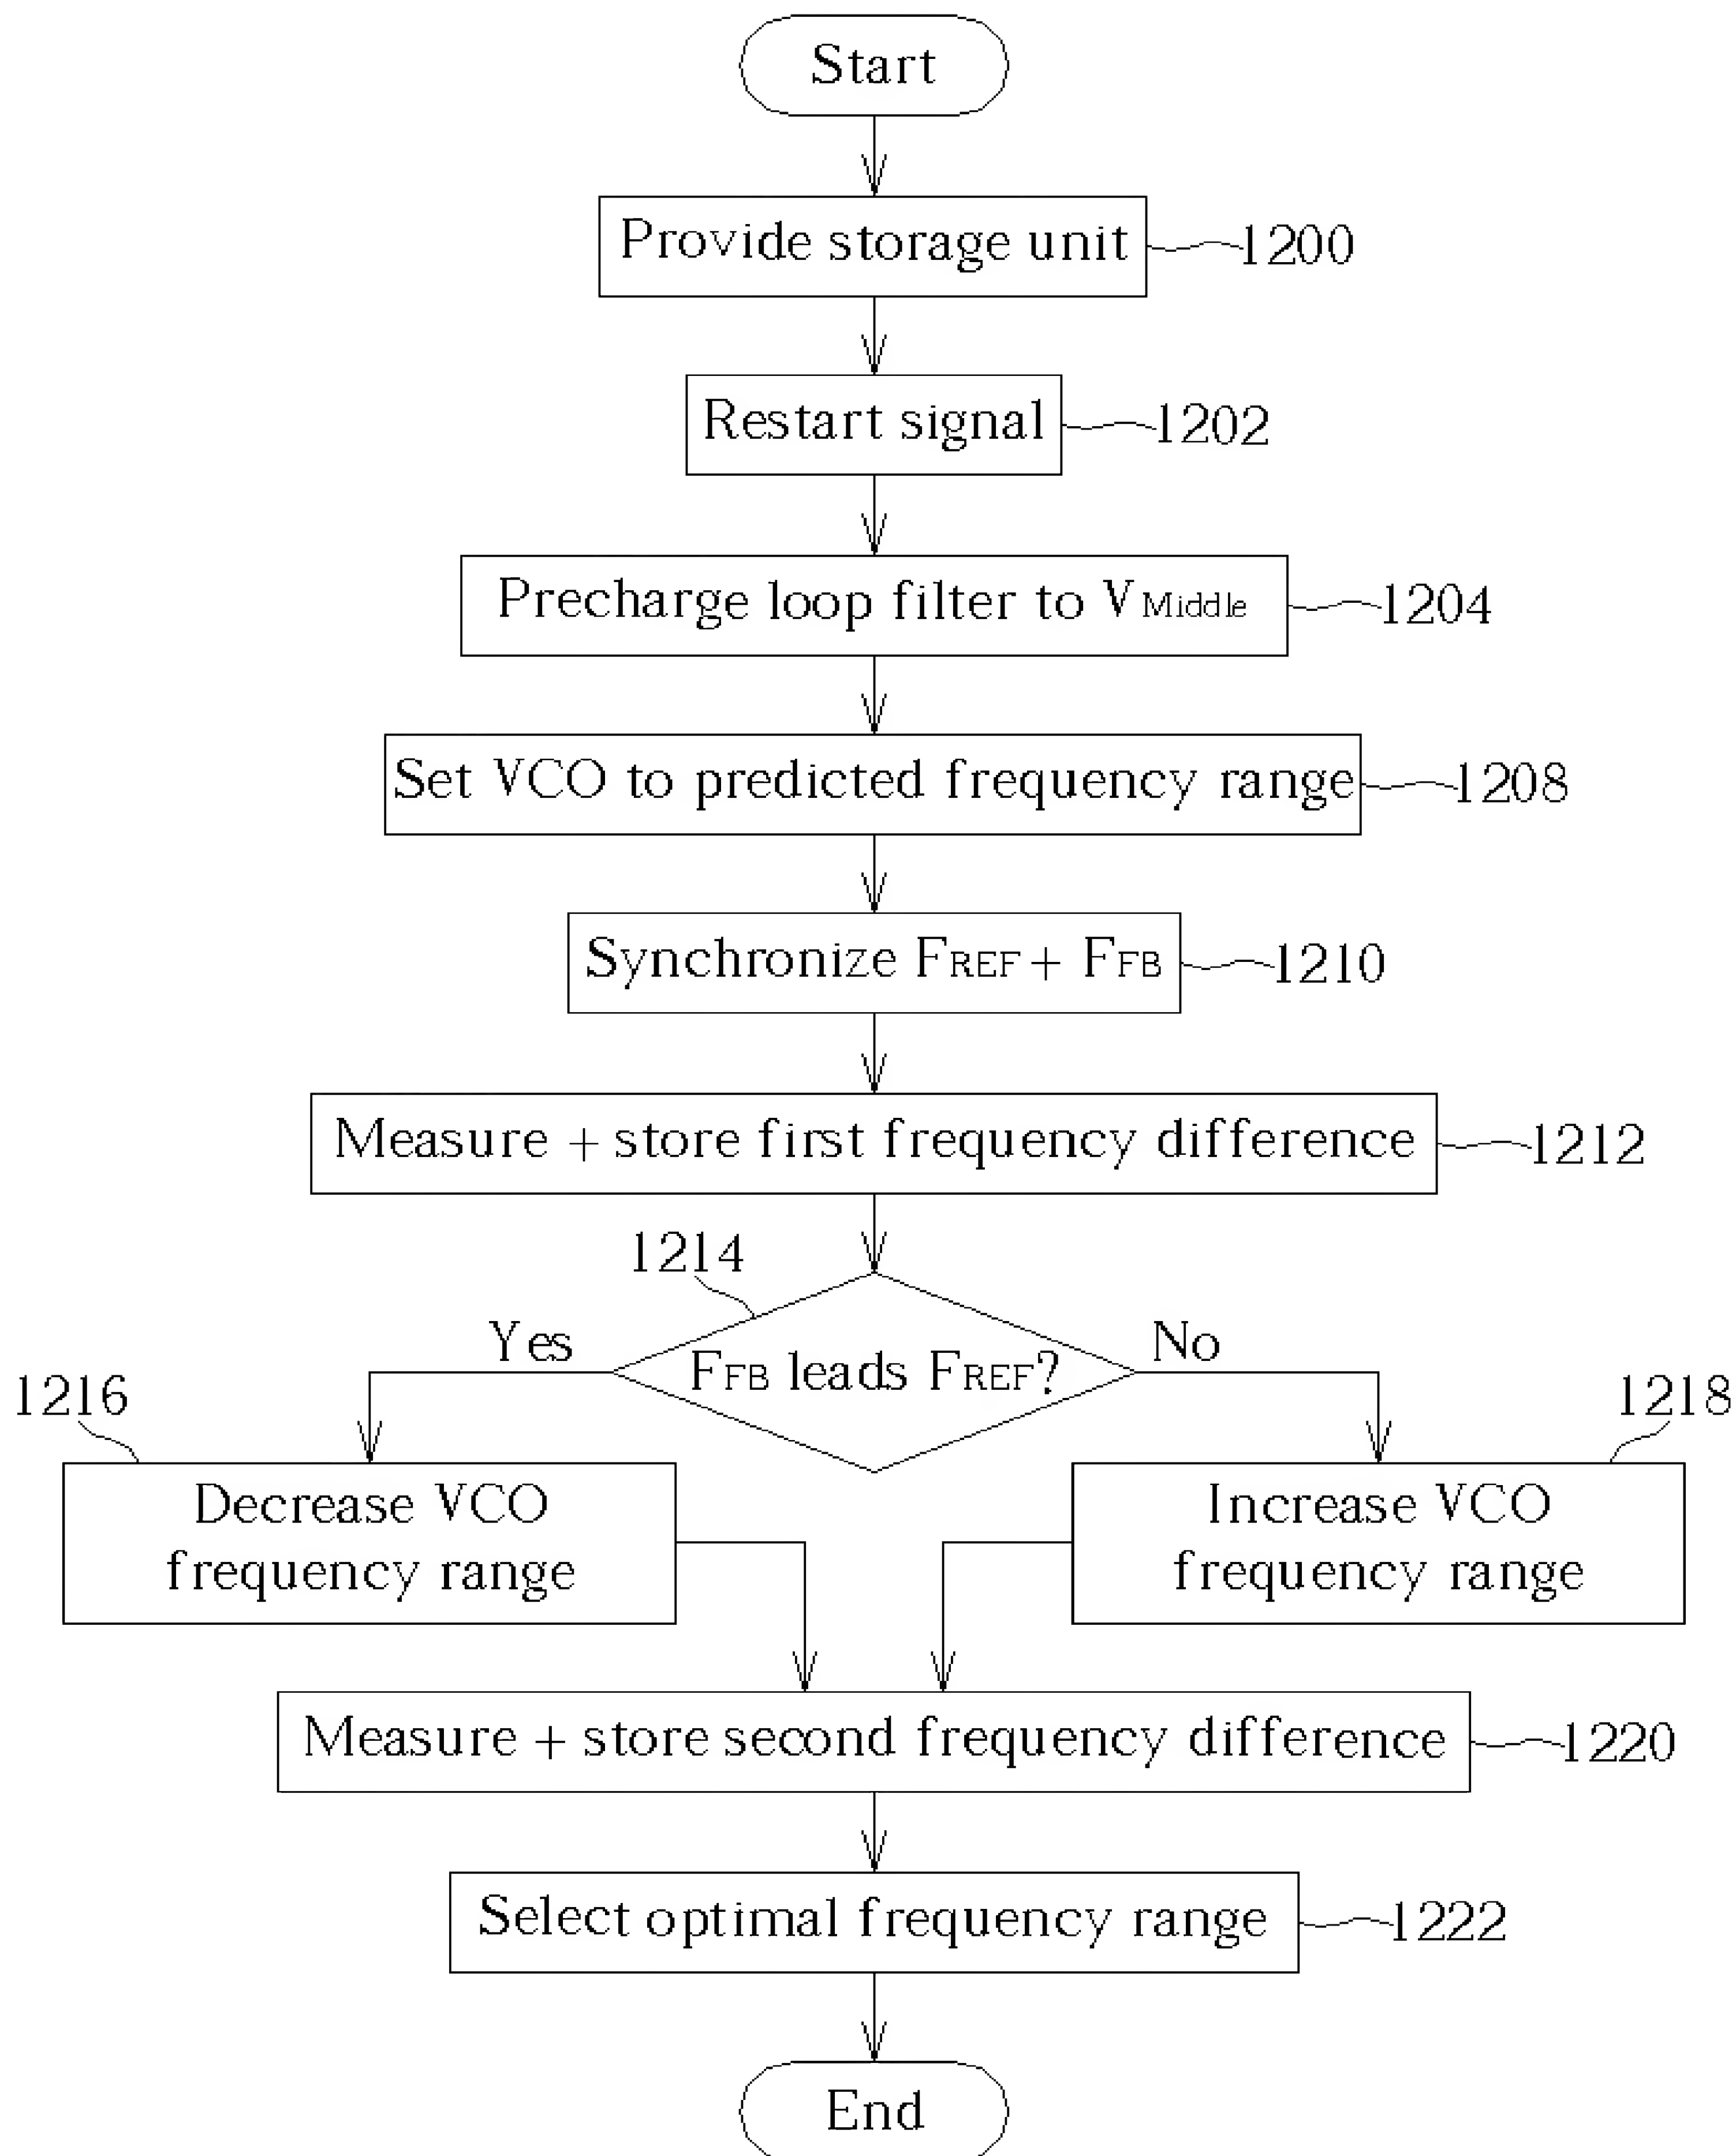 Start
Provide storage unit 1200
Restart signal 1202
Precharge loop filter to VMiddle 1204
Set VCO to predicted frequency range 1208
Synchronize FREF + FFB 1210
Measure + store first frequency difference 1212
1214
Yes
FFB leads FREF?
No
1216
1218
Decrease VCO
frequency range
Increase VCO
frequency range
Measure + store second frequency difference 1220
Select optimal frequency range 1222
End